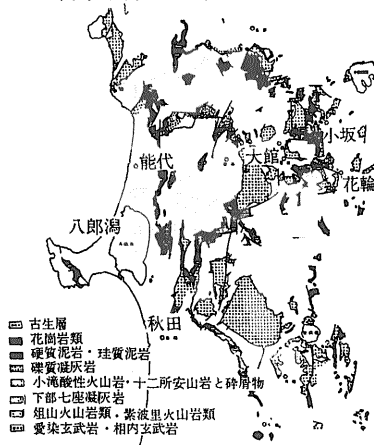 小坂
大館
能代
花輪
八郎潟
秋田
古生層
花崗岩類
硬質泥岩・珪質泥岩
礫質凝灰岩
小滝酸性火山岩・十二所安山岩と砕屑物
下部七座凝灰岩
俎山火山岩類・紫波里火山岩類
愛染玄武岩・相内玄武岩